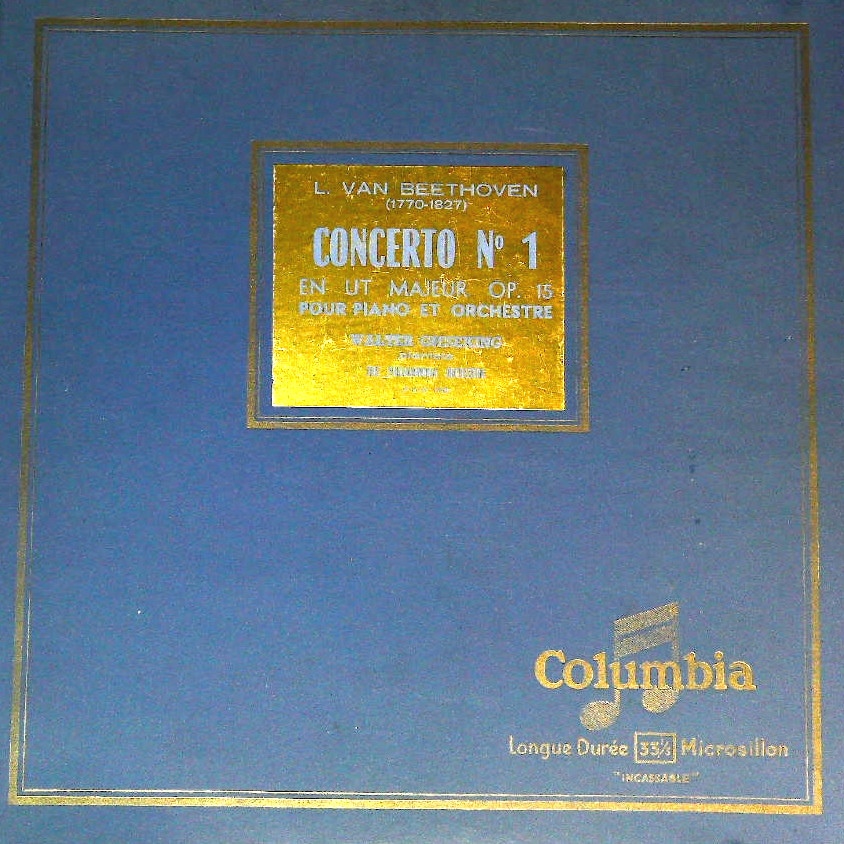 L. VAN BEETHOVEN
(1770-1827)
CONCERTO Nº 1
EN UT MAJEUR OP. 15
POUR PIANO ET ORCHESTRE
WALTER GIESEKING
pianiste
Columbia
Longue Durée 33⅓ Microsillon
"INCASSABLE"